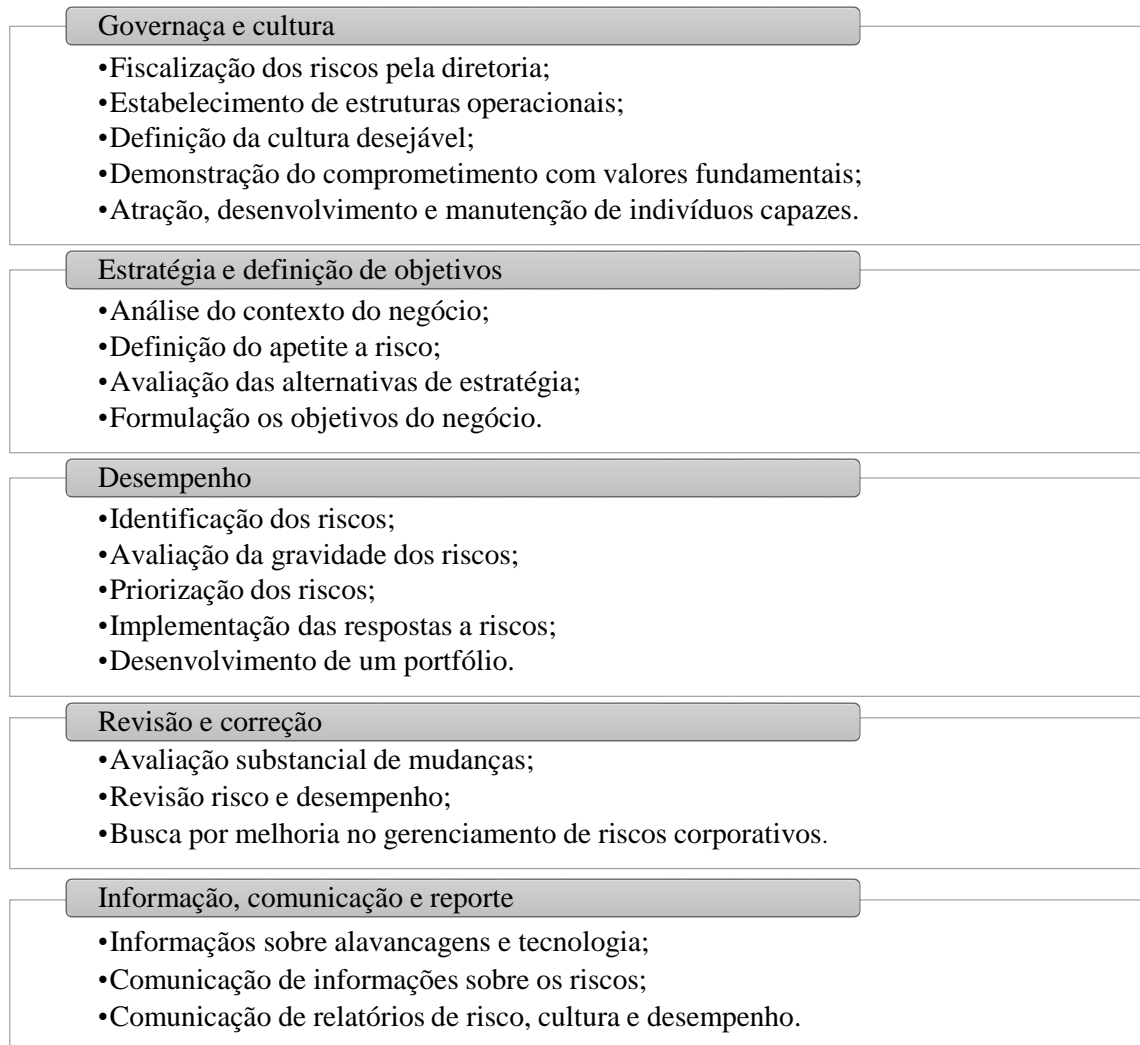 Governaça e cultura
•Fiscalização dos riscos pela diretoria;
•Estabelecimento de estruturas operacionais;
•Definição da cultura desejável;
•Demonstração do comprometimento com valores fundamentais;
•Atração, desenvolvimento e manutenção de indivíduos capazes.
Estratégia e definição de objetivos
•Análise do contexto do negócio;
•Definição do apetite a risco;
•Avaliação das alternativas de estratégia;
•Formulação os objetivos do negócio.
Desempenho
•Identificação dos riscos;
•Avaliação da gravidade dos riscos;
•Priorização dos riscos;
•Implementação das respostas a riscos;
•Desenvolvimento de um portfólio.
Revisão e correção
•Avaliação substancial de mudanças;
•Revisão risco e desempenho;
•Busca por melhoria no gerenciamento de riscos corporativos.
Informação, comunicação e reporte
•Informaçãos sobre alavancagens e tecnologia;
•Comunicação de informações sobre os riscos;
•Comunicação de relatórios de risco, cultura e desempenho.